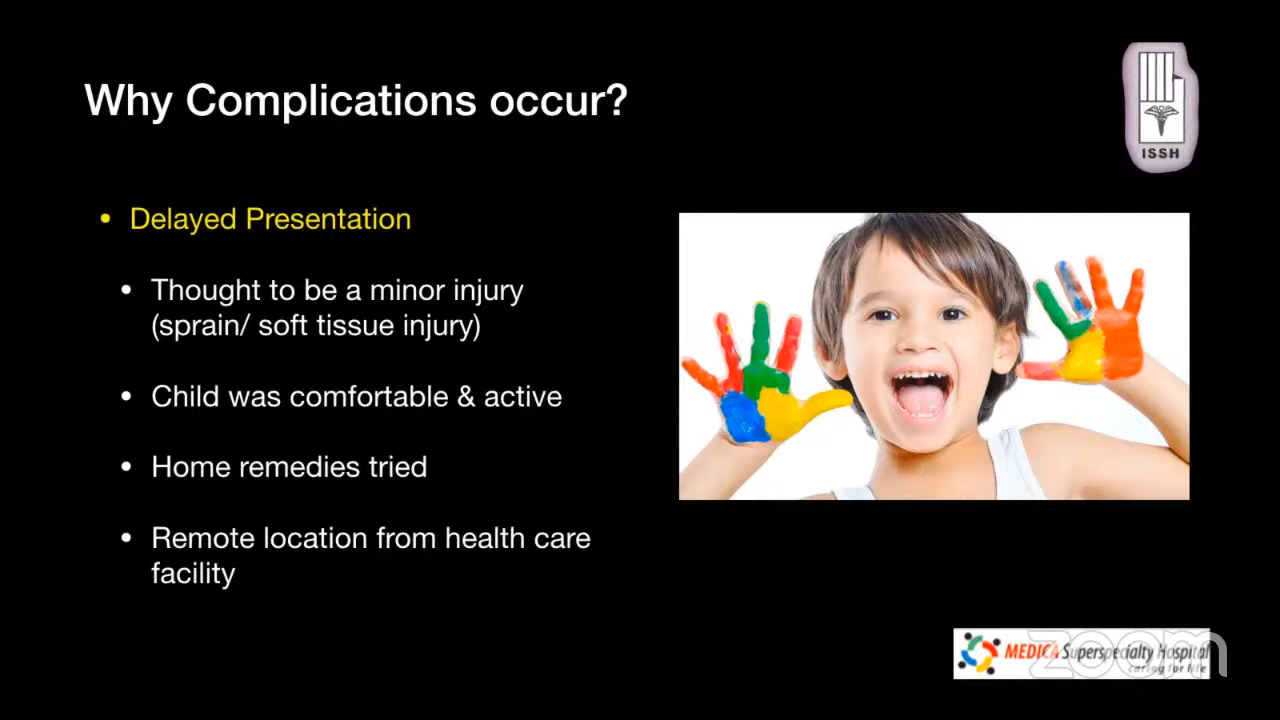 Why Complications occur?
ISSH
• Delayed Presentation
• Thought to be a minor injury
(sprain/ soft tissue injury)
• Child was comfortable & active
• Home remedies tried
• Remote location from health care
facility
MEDICA Superspecialty Hospital
caring for life
zoom